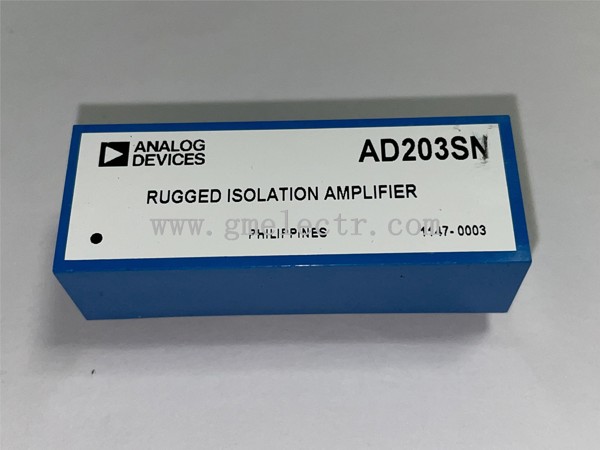 ANALOG
DEVICES
AD203SN
RUGGED ISOLATION AMPLIFIER
www.gmelectr.com
PHILIPPINES
1147-0003